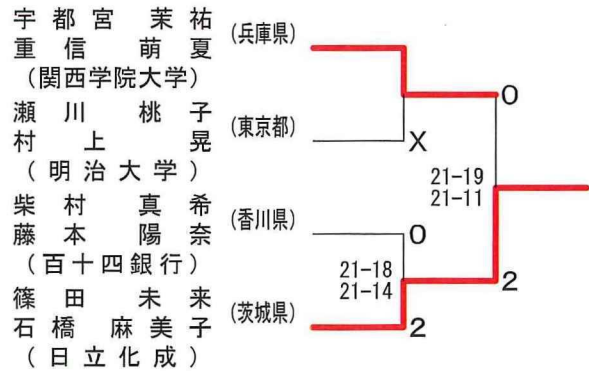 宇都宮 茉祐
重信 萌夏
(関西学院大学)
(兵庫県)
瀬川 桃子
村上 晃
(明治大学)
(東京都)
柴村 真希
藤本 陽奈
(百十四銀行)
(香川県)
篠田 未来
石橋 麻美子
(日立化成)
(茨城県)
0
X
21-19
21-11
0
21-18
21-14
2
2